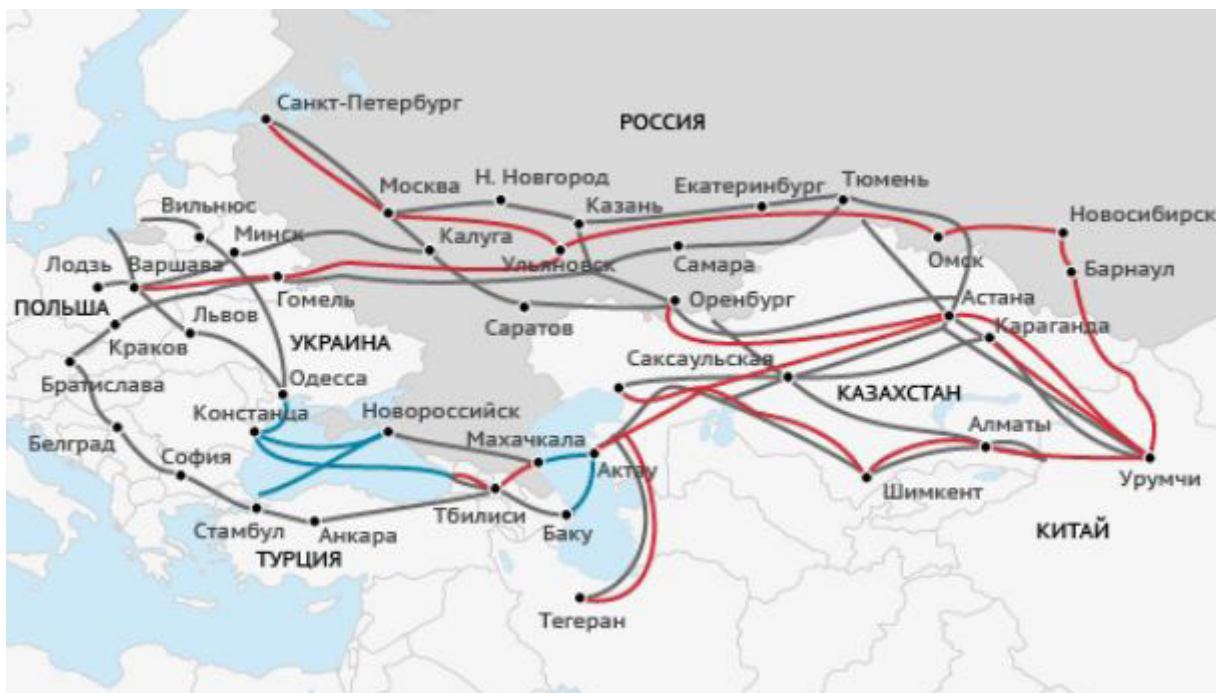 Санкт-Петербург
РОССИЯ
Москва
Н. Новгород
Екатеринбург
Тюмень
Казань
Новосибирск
Вильнюс
Минск
Калуга
Ульяновск
Самара
Омск
Барнаул
Лодзь
Варшава
Гомель
Оренбург
Астана
ПОЛЬША
Львов
Саратов
Караганда
Краков
УКРАИНА
Саксаульская
Братислава
Одесса
КАЗАХСТАН
Констанца
Новороссийск
Алматы
Белград
Махачкала
София
Актау
Шимкент
Урумчи
Стамбул
Анкара
Тбилиси
Баку
КИТАЙ
ТУРЦИЯ
Тегеран